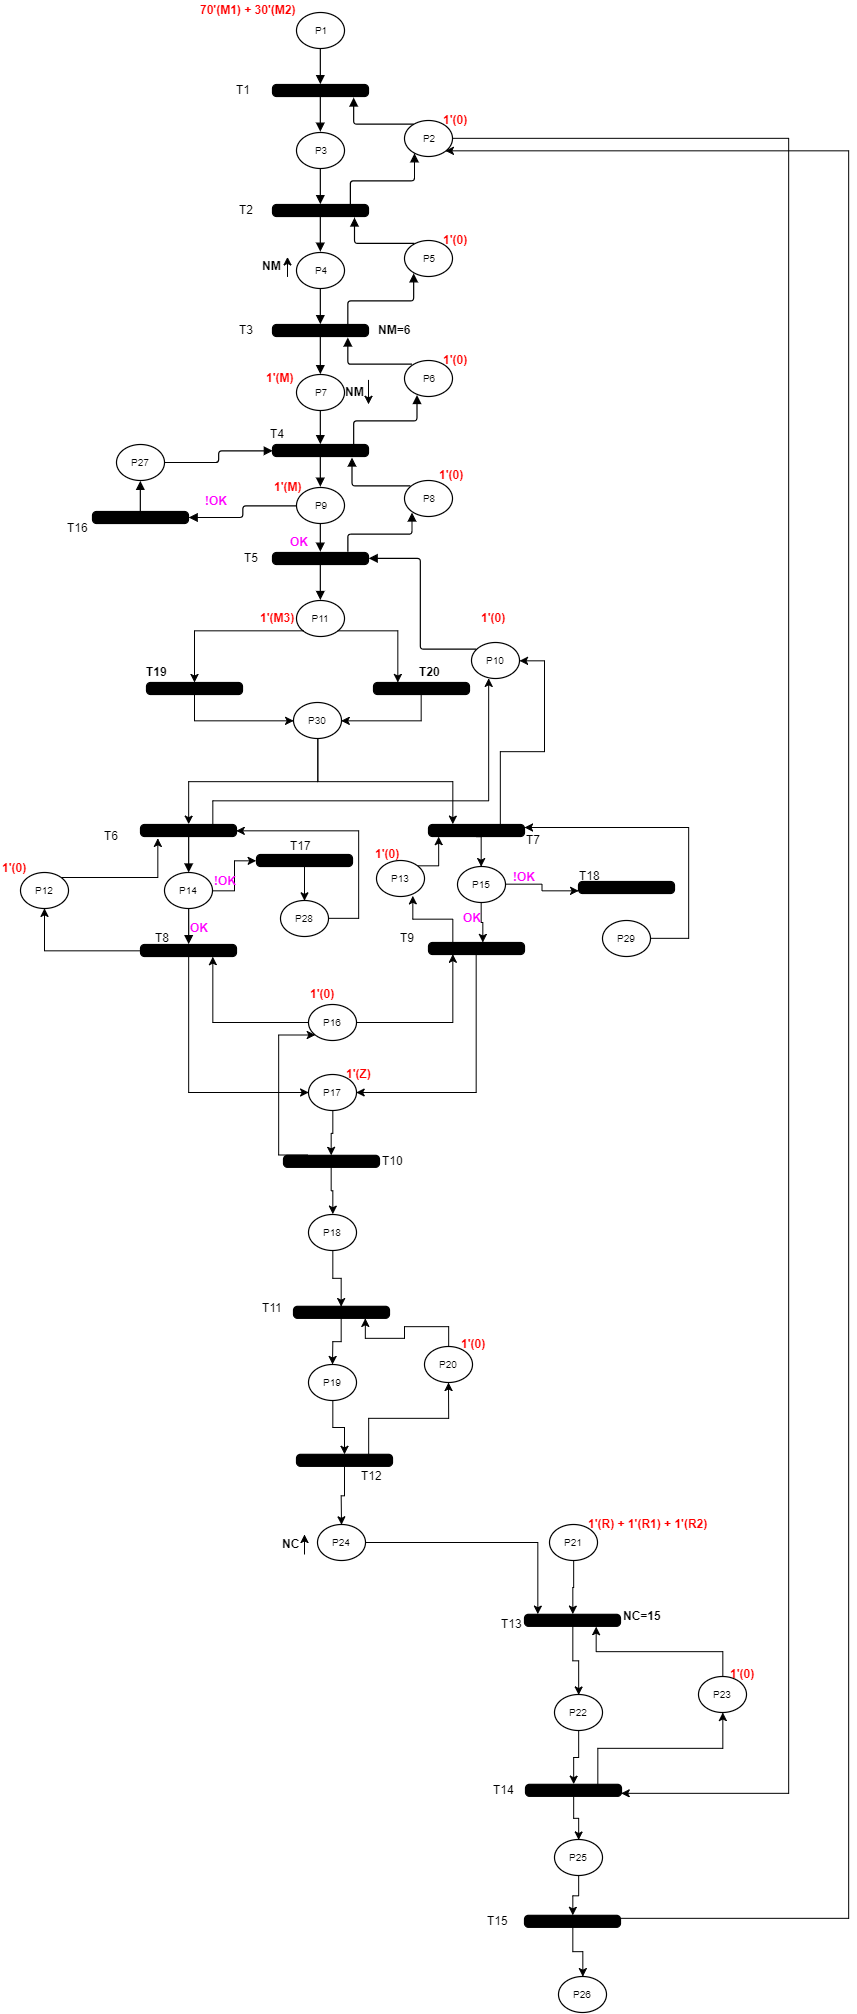 70'(M1) + 30'(M2)
P1
T1
1'(0)
P2
P3
T2
1'(0)
P5
NM
P4
T3
NM=6
1'(0)
P6
1'(M)
P7
NM
T4
P27
1'(0)
P8
1'(M)
P9
!OK
T16
OK
T5
1'(M3)
P11
1'(0)
P10
T19
T20
P30
T6
T7
T17
1'(0)
P12
P14
!OK
P28
1'(0)
P13
P15
!OK
T18
OK
T8
OK
T9
P29
1'(0)
P16
1'(Z)
P17
T10
P18
T11
1'(0)
P20
P19
T12
NC
P24
1'(R) + 1'(R1) + 1'(R2)
P21
T13
NC=15
1'(0)
P23
P22
T14
P25
T15
P26